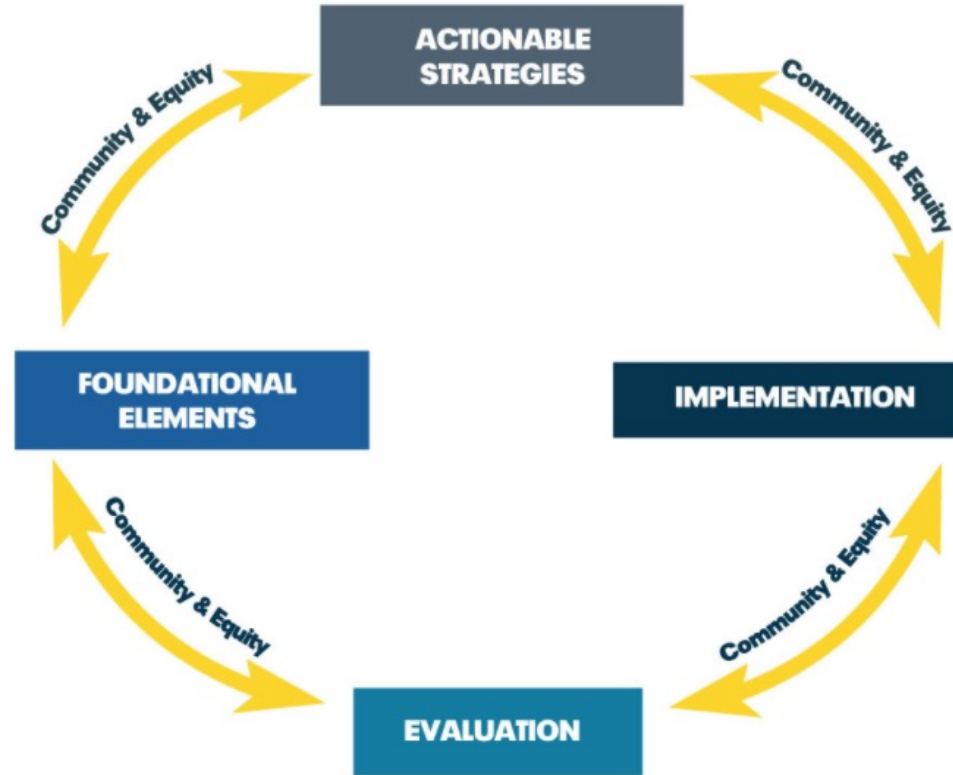 ACTIONABLE
STRATEGIES
Community & Equity
Community & Equity
FOUNDATIONAL
ELEMENTS
IMPLEMENTATION
Community & Equity
Community & Equity
EVALUATION